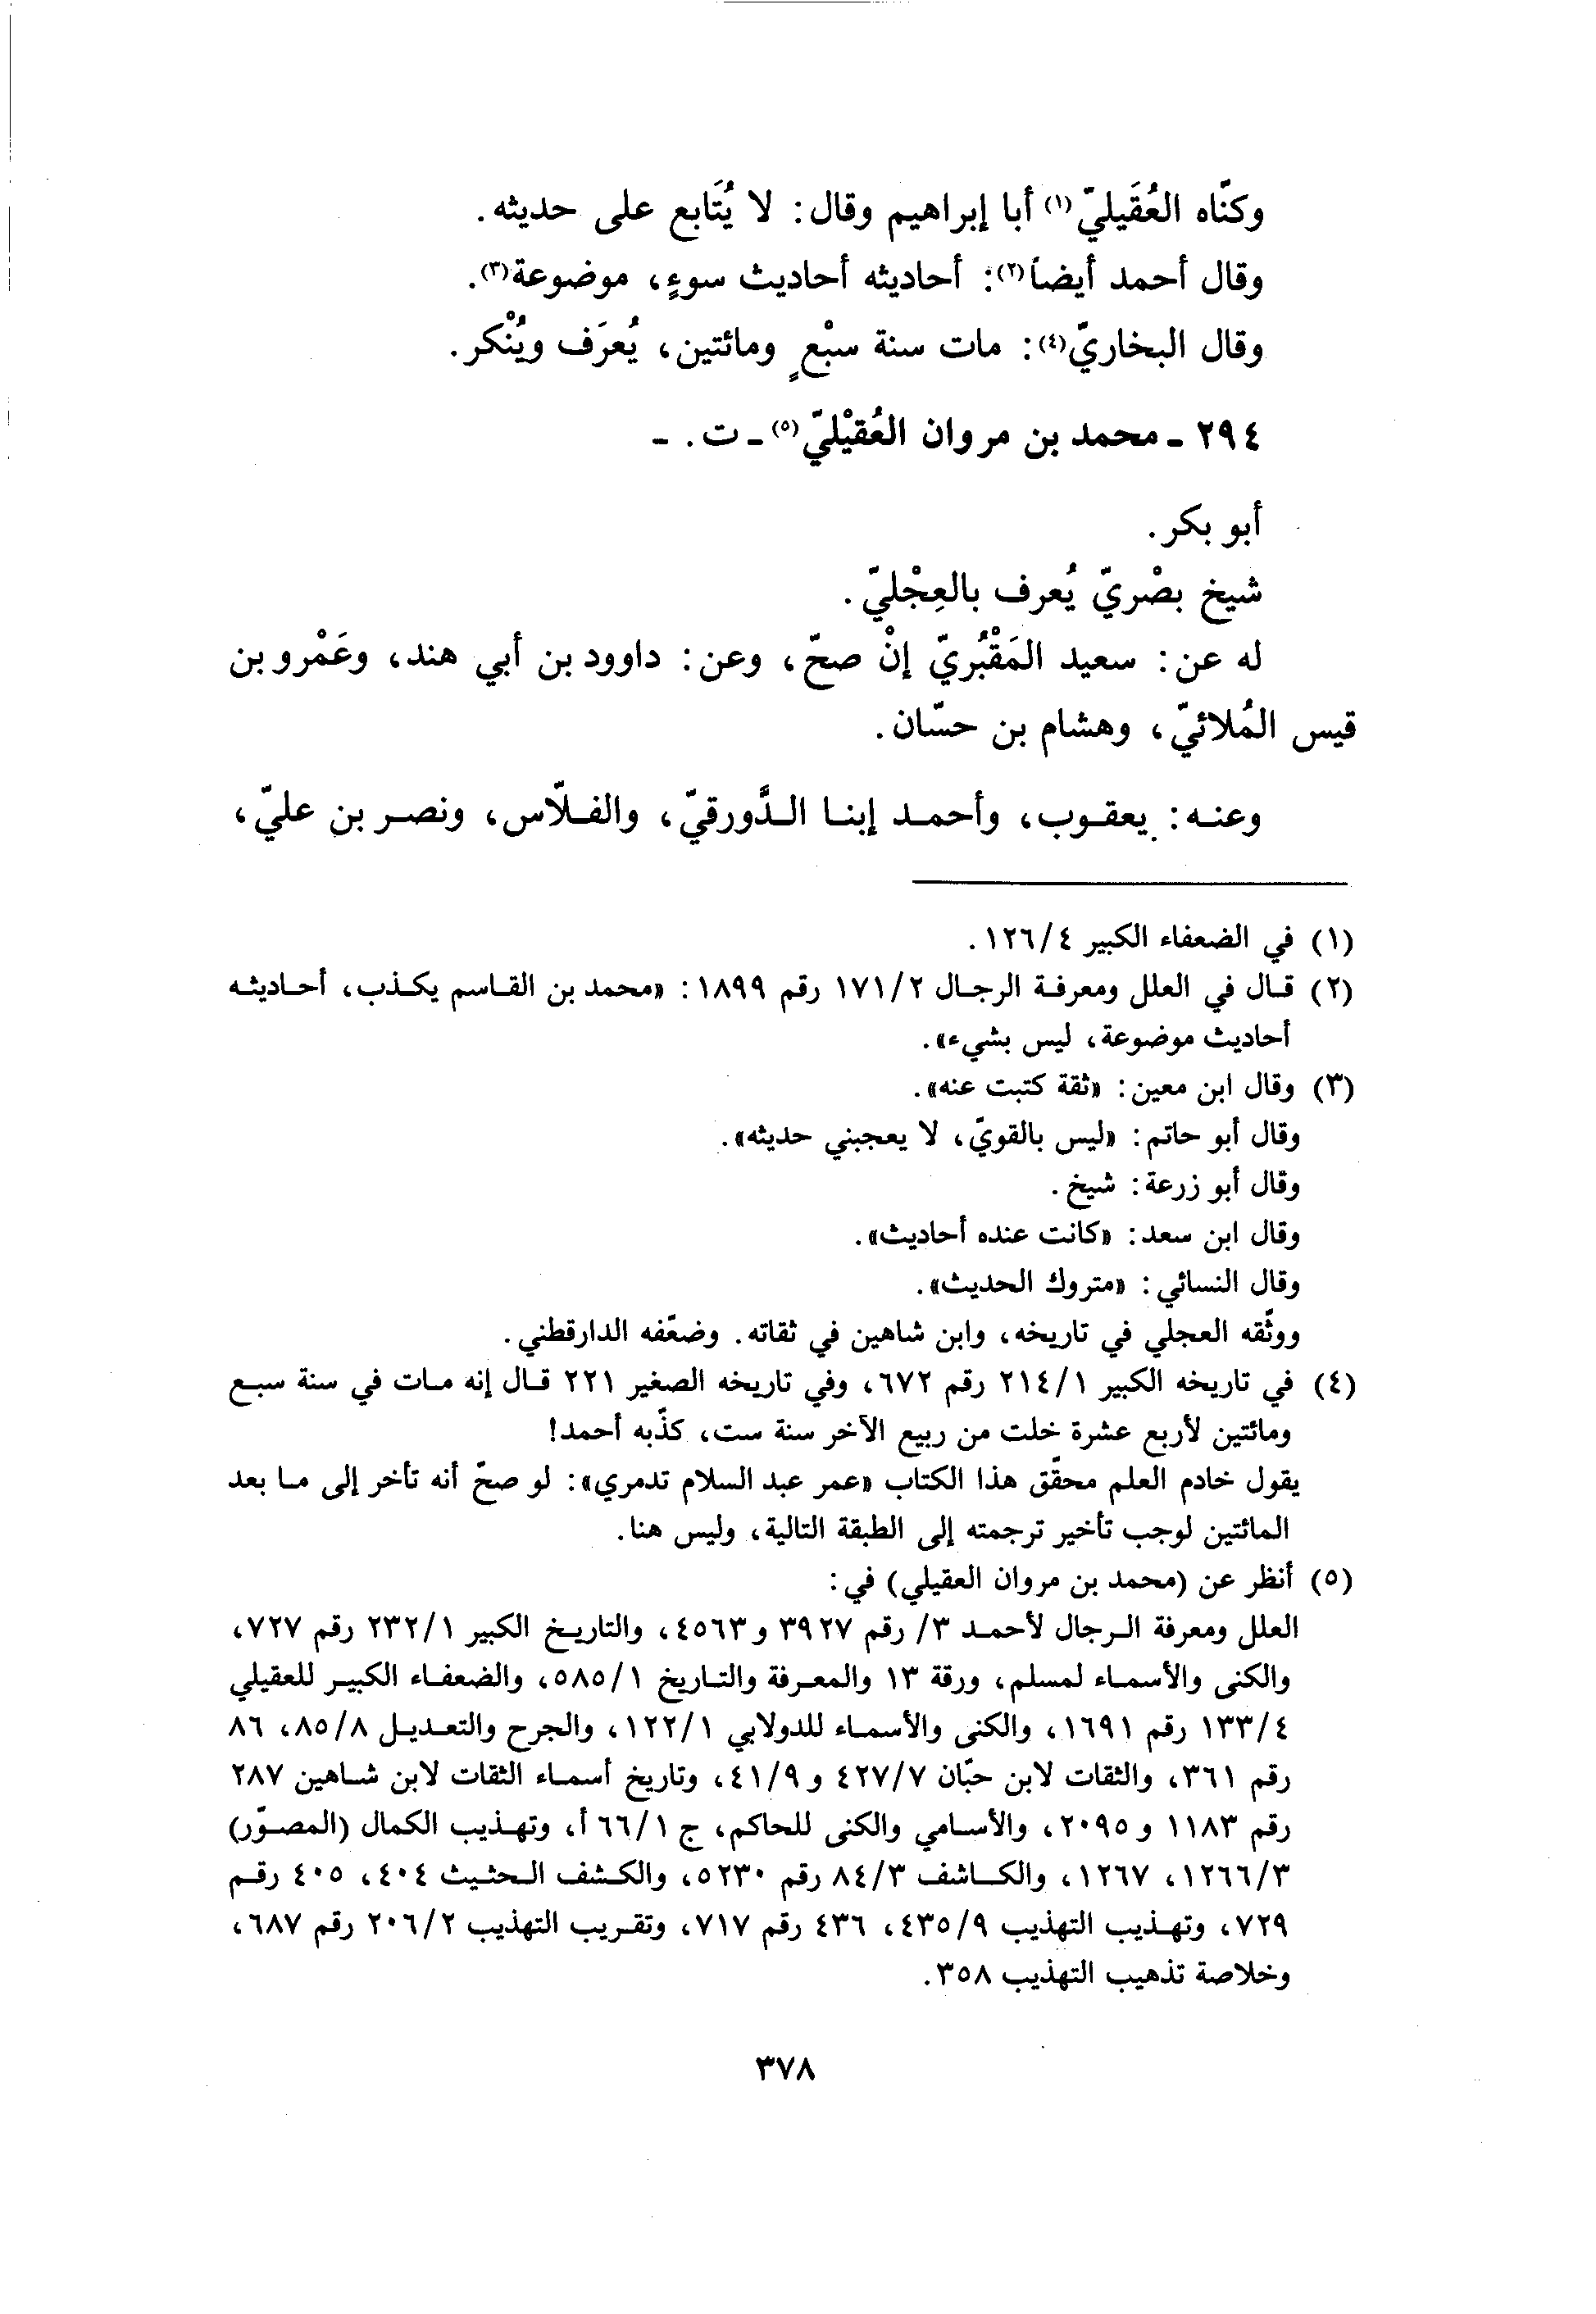 وكنّاه العُقَيليّ(١) أبا إبراهيم وقال: لا يُتَابع على حديثه.
وقال أحمد أيضاً(٢): أحاديثه أحاديث سوءٍ، موضوعة(٣).
وقال البخاريّ(٤): مات سنة سبْعٍ ومائتين، يُعرَف ويُنْكر.
٢٩٤ ـ محمد بن مروان العُقيْليّ(٥) ـ ت. ـ
أبو بكر.
شيخ بصْريّ يُعرف بالعِجْليّ.
له عن: سعيد المَقْبُريّ إنْ صحّ، وعن: داوود بن أبي هند، وعَمْرو بن
قيس المُلائيّ، وهشام بن حسّان.
وعنه: يعقوب، وأحمد إبنا الدَّورقيّ، والفلّاس، ونصر بن عليّ،
(١) في الضعفاء الكبير ١٢٦/٤.
(٢) قال في العلل ومعرفة الرجال ١٧١/٢ رقم ١٨٩٩: «محمد بن القاسم يكذب، أحاديثه
أحاديث موضوعة، ليس بشيء».
(٣) وقال ابن معين: «ثقة كتبت عنه».
وقال أبو حاتم: «ليس بالقويّ، لا يعجبني حديثه».
وقال أبو زرعة: شيخ.
وقال ابن سعد: «كانت عنده أحاديث».
وقال النسائي: «متروك الحديث».
ووثّقه العجلي في تاريخه، وابن شاهين في ثقاته. وضعّفه الدارقطني.
(٤) في تاريخه الكبير ٢١٤/١ رقم ٦٧٢، وفي تاريخه الصغير ٢٢١ قال إنه مات في سنة سبع
ومائتين لأربع عشرة خلت من ربيع الآخر سنة ست، كذّبه أحمد!
يقول خادم العلم محقّق هذا الكتاب «عمر عبد السلام تدمري»: لو صحّ أنه تأخر إلى ما بعد
المائتين لوجب تأخير ترجمته إلى الطبقة التالية، وليس هنا.
(٥) أنظر عن (محمد بن مروان العقيلي) في:
العلل ومعرفة الرجال لأحمد ٣/ رقم ٣٩٢٧ و ٤٥٦٣، والتاريخ الكبير ٢٣٢/١ رقم ٧٢٧،
والكنى والأسماء لمسلم، ورقة ١٣ والمعرفة والتاريخ ٥٨٥/١، والضعفاء الكبير للعقيلي
١٣٣/٤ رقم ١٦٩١، والكنى والأسماء للدولابي ١٢٢/١، والجرح والتعديل ٨٥/٨، ٨٦
رقم ٣٦١، والثقات لابن حبّان ٤٢٧/٧ و ٤١/٩، وتاريخ أسماء الثقات لابن شاهين ٢٨٧
رقم ١١٨٣ و ٢٠٩٥، والأسامي والكنى للحاكم، ج ٦٦/١ أ، وتهذيب الكمال (المصوّر)
١٢٦٦/٣، ١٢٦٧، والكاشف ٨٤/٣ رقم ٥٢٣٠، والكشف الحثيث ٤٠٤، ٤٠٥ رقم
٧٢٩، وتهذيب التهذيب ٤٣٥/٩، ٤٣٦ رقم ٧١٧، وتقريب التهذيب ٢٠٦/٢ رقم ٦٨٧،
وخلاصة تذهيب التهذيب ٣٥٨.
٣٧٨